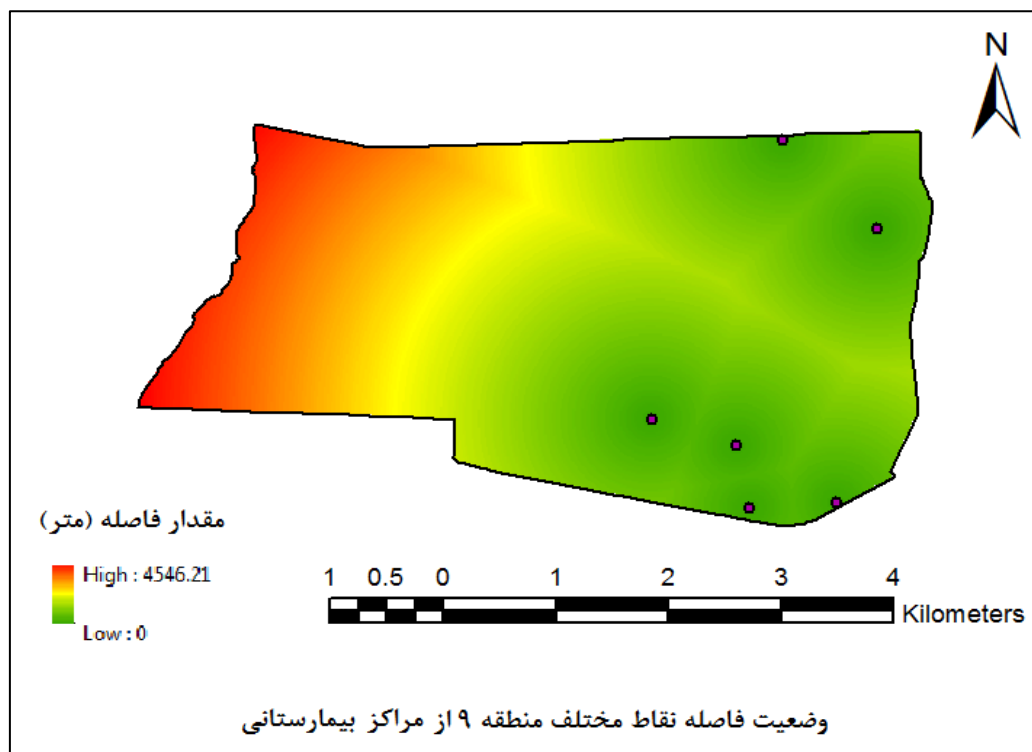 N
مقدار فاصله (متر)
High : 4546.21
Low : 0
1 0.5 0 1 2 3 4
Kilometers
وضعیت فاصله نقاط مختلف منطقه ۹ از مراکز بیمارستانی